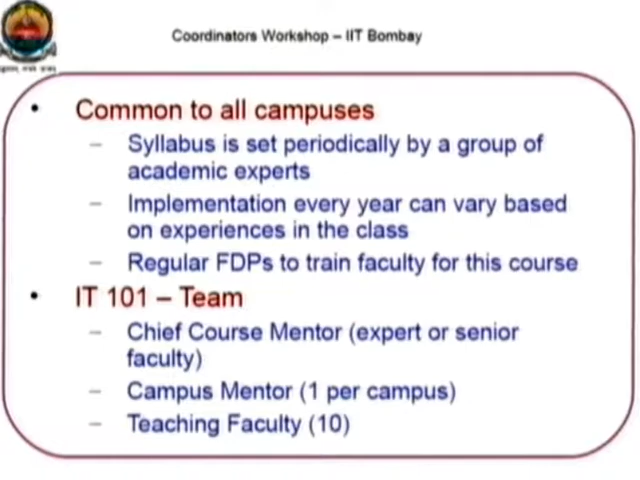 Coordinators Workshop – IIT Bombay
• Common to all campuses
– Syllabus is set periodically by a group of
academic experts
– Implementation every year can vary based
on experiences in the class
– Regular FDPs to train faculty for this course
• IT 101 – Team
– Chief Course Mentor (expert or senior
faculty)
– Campus Mentor (1 per campus)
– Teaching Faculty (10)